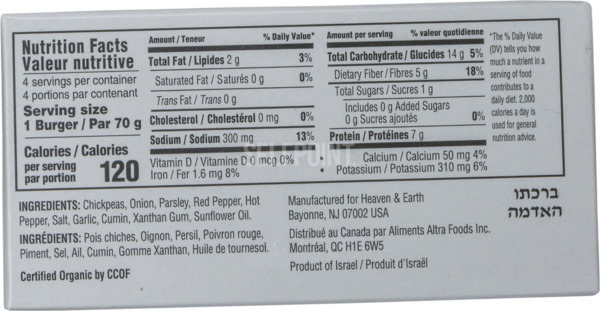 Nutrition Facts
Valeur nutritive
4 servings per container
4 portions par contenant
Serving size
1 Burger / Par 70 g
Calories / Calories
per serving
par portion
120
Amount / Teneur % Daily Value*
Total Fat / Lipides 2 g 3%
Saturated Fat / Saturés 0 g 0%
Trans Fat / Trans 0 g
Cholesterol / Cholestérol 0 mg 0%
Sodium / Sodium 300 mg 13%
Vitamin D / Vitamine D 0 mcg 0%
Iron / Fer 1.6 mg 8%
Amount per serving % valeur quotidienne
Total Carbohydrate / Glucides 14 g 5%
Dietary Fiber / Fibres 5 g 18%
Total Sugars / Sucres 1 g
Includes 0 g Added Sugars
0 g Sucres ajoutés 0%
Protein / Protéines 7 g
• Calcium / Calcium 50 mg 4%
Potassium / Potassium 310 mg 6%
*The % Daily Value
(DV) tells you how
much a nutrient in a
serving of food
contributes to a
daily diet. 2,000
calories a day is
used for general
nutrition advice.
SELEPOINT
INGREDIENTS: Chickpeas, Onion, Parsley, Red Pepper, Hot
Pepper, Salt, Garlic, Cumin, Xanthan Gum, Sunflower Oil.
INGRÉDIENTS: Pois chiches, Oignon, Persil, Poivron rouge,
Piment, Sel, Ail, Cumin, Gomme Xanthan, Huile de tournesol.
Certified Organic by CCOF
Manufactured for Heaven & Earth
Bayonne, NJ 07002 USA
Distribué au Canada par Aliments Altra Foods Inc.
Montréal, QC H1E 6W5
Product of Israel / Produit d'Israël
ברכתו
האדמה